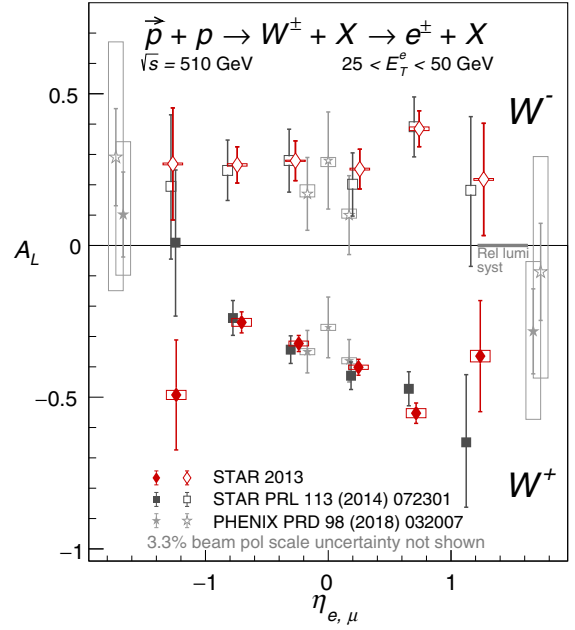 p⃗ + p → W± + X → e± + X
√s = 510 GeV 25 < E_T^e < 50 GeV
W⁻
0.5
A_L 0
Rel lumi
syst
−0.5
W⁺
STAR 2013
STAR PRL 113 (2014) 072301
PHENIX PRD 98 (2018) 032007
3.3% beam pol scale uncertainty not shown
−1
−1 0 1
η_e, μ